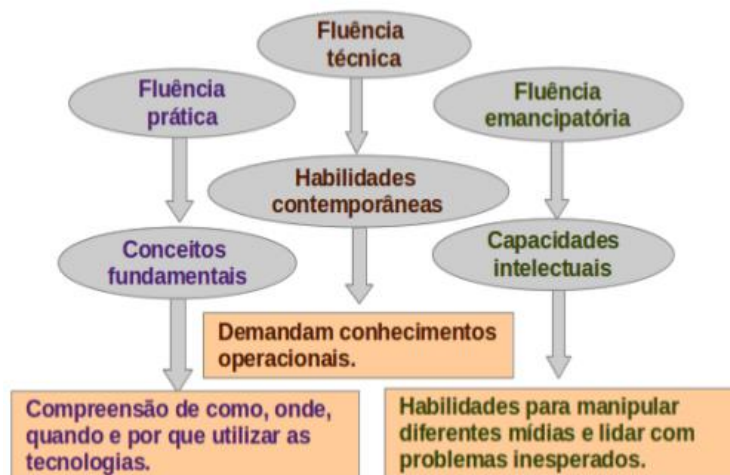 Fluência
técnica
Fluência
prática
Fluência
emancipatória
Habilidades
contemporâneas
Conceitos
fundamentais
Capacidades
intelectuais
Demandam conhecimentos
operacionais.
Compreensão de como, onde,
quando e por que utilizar as
tecnologias.
Habilidades para manipular
diferentes mídias e lidar com
problemas inesperados.